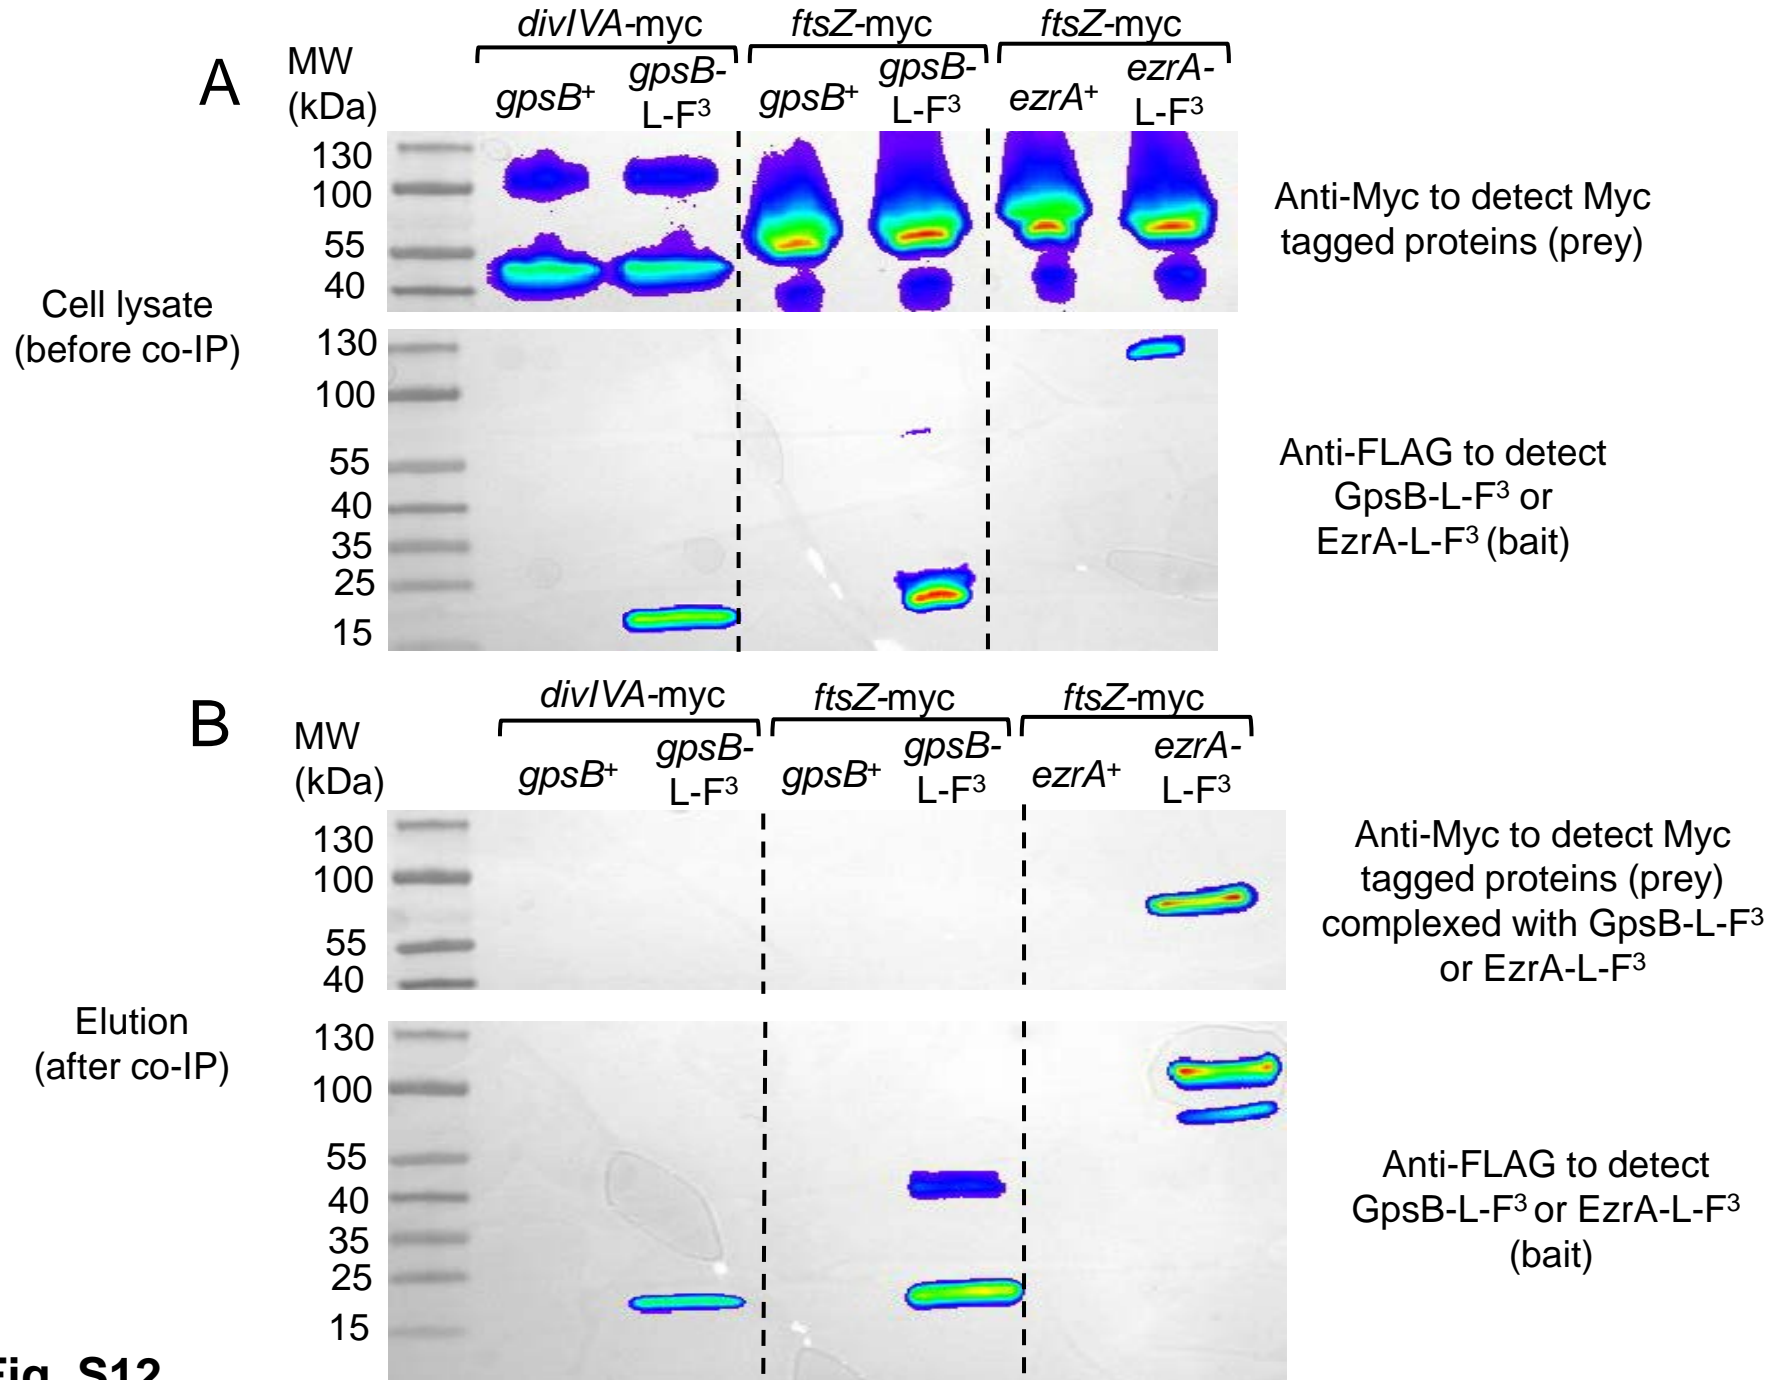 A
MW
(kDa)
divIVA-myc
ftsZ-myc
ftsZ-myc
gpsB+
gpsB-
L-F3
gpsB+
gpsB-
L-F3
ezrA+
ezrA-
L-F3
130
100
55
40
Anti-Myc to detect Myc
tagged proteins (prey)
Cell lysate
(before co-IP)
130
100
55
40
35
25
15
Anti-FLAG to detect
GpsB-L-F3 or
EzrA-L-F3 (bait)
B
MW
(kDa)
divIVA-myc
ftsZ-myc
ftsZ-myc
gpsB+
gpsB-
L-F3
gpsB+
gpsB-
L-F3
ezrA+
ezrA-
L-F3
130
100
55
40
Anti-Myc to detect Myc
tagged proteins (prey)
complexed with GpsB-L-F3
or EzrA-L-F3
Elution
(after co-IP)
130
100
55
40
35
25
15
Anti-FLAG to detect
GpsB-L-F3 or EzrA-L-F3
(bait)
Fig. S12